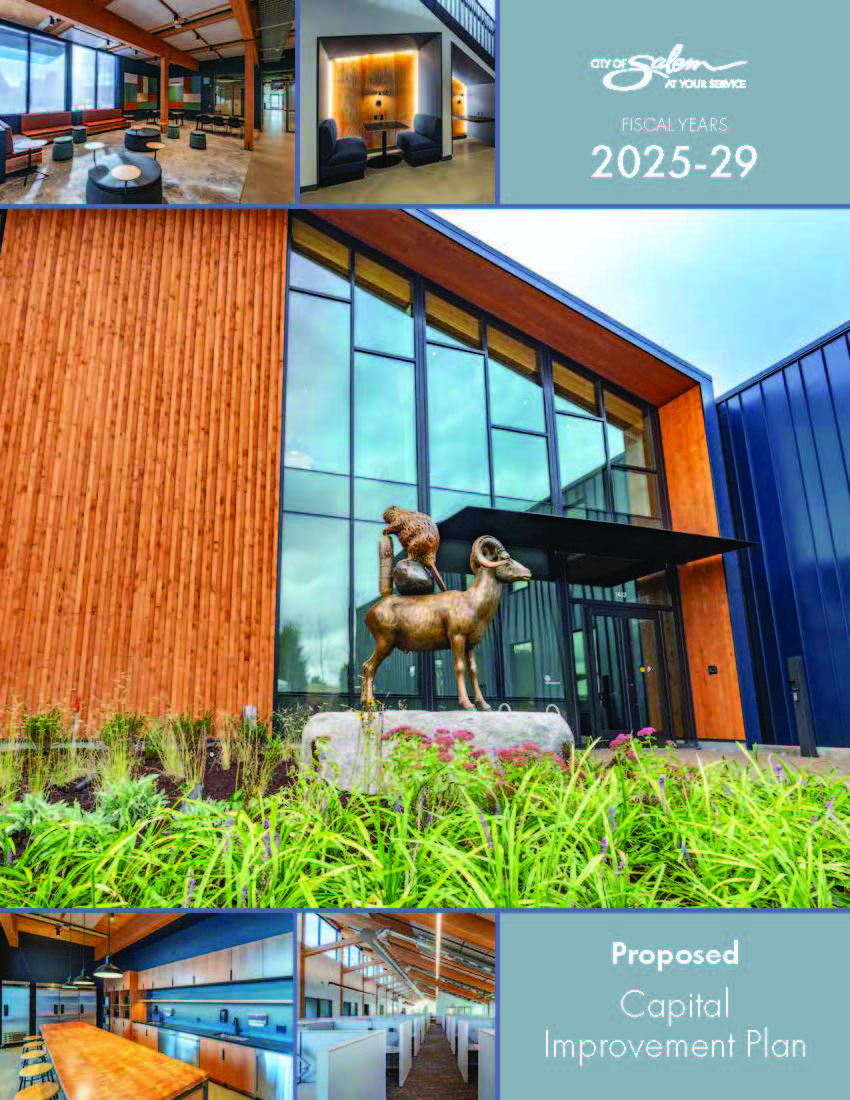 CITY OF Salem
AT YOUR SERVICE
FISCAL YEARS
2025-29
Proposed
Capital
Improvement Plan